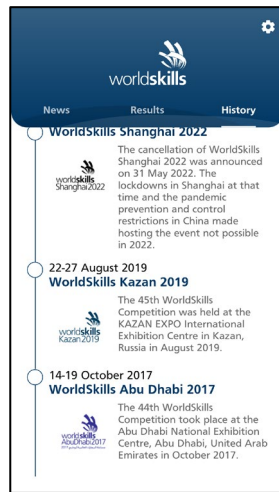 worldskills
News Results History
WorldSkills Shanghai 2022
worldskills
Shanghai2022
The cancellation of WorldSkills
Shanghai 2022 was announced
on 31 May 2022. The
lockdowns in Shanghai at that
time and the pandemic
prevention and control
restrictions in China made
hosting the event not possible
in 2022.
22-27 August 2019
WorldSkills Kazan 2019
worldskills
Kazan2019
The 45th WorldSkills
Competition was held at the
KAZAN EXPO International
Exhibition Centre in Kazan,
Russia in August 2019.
14-19 October 2017
WorldSkills Abu Dhabi 2017
worldskills
AbuDhabi2017
The 44th WorldSkills
Competition took place at the
Abu Dhabi National Exhibition
Centre, Abu Dhabi, United Arab
Emirates in October 2017.